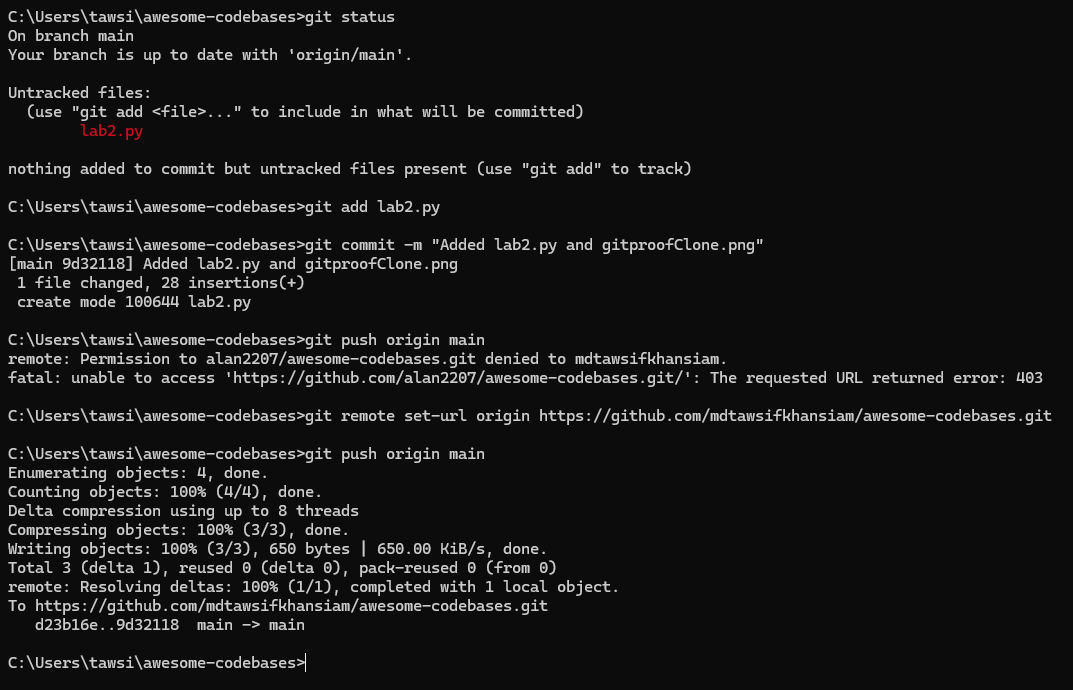 C:\Users\tawsi\awesome-codebases>git status
On branch main
Your branch is up to date with 'origin/main'.
Untracked files:
  (use "git add <file>..." to include in what will be committed)
        lab2.py
nothing added to commit but untracked files present (use "git add" to track)
C:\Users\tawsi\awesome-codebases>git add lab2.py
C:\Users\tawsi\awesome-codebases>git commit -m "Added lab2.py and gitproofClone.png"
[main 9d32118] Added lab2.py and gitproofClone.png
 1 file changed, 28 insertions(+)
 create mode 100644 lab2.py
C:\Users\tawsi\awesome-codebases>git push origin main
remote: Permission to alan2207/awesome-codebases.git denied to mdtawsifkhansiam.
fatal: unable to access 'https://github.com/alan2207/awesome-codebases.git/': The requested URL returned error: 403
C:\Users\tawsi\awesome-codebases>git remote set-url origin https://github.com/mdtawsifkhansiam/awesome-codebases.git
C:\Users\tawsi\awesome-codebases>git push origin main
Enumerating objects: 4, done.
Counting objects: 100% (4/4), done.
Delta compression using up to 8 threads
Compressing objects: 100% (3/3), done.
Writing objects: 100% (3/3), 650 bytes | 650.00 KiB/s, done.
Total 3 (delta 1), reused 0 (delta 0), pack-reused 0 (from 0)
remote: Resolving deltas: 100% (1/1), completed with 1 local object.
To https://github.com/mdtawsifkhansiam/awesome-codebases.git
   d23b16e..9d32118  main -> main
C:\Users\tawsi\awesome-codebases>